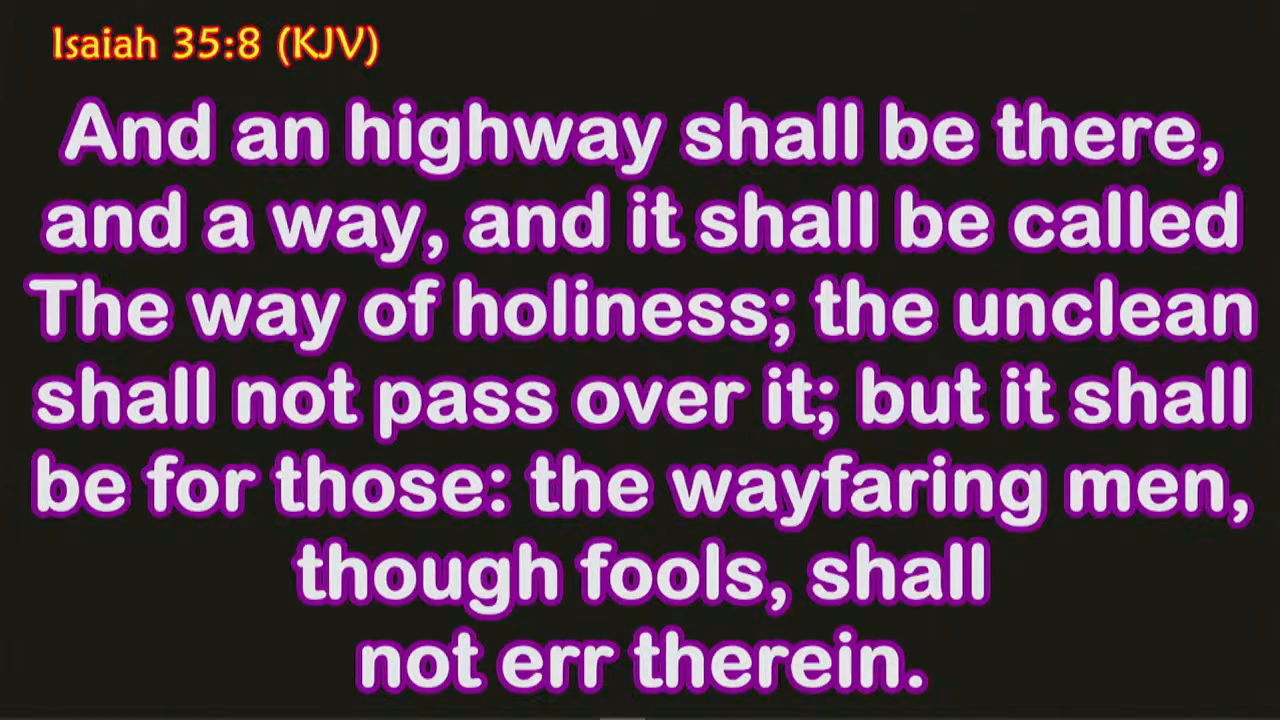 Isaiah 35:8 (KJV)
And an highway shall be there,
and a way, and it shall be called
The way of holiness; the unclean
shall not pass over it; but it shall
be for those: the wayfaring men,
though fools, shall
not err therein.